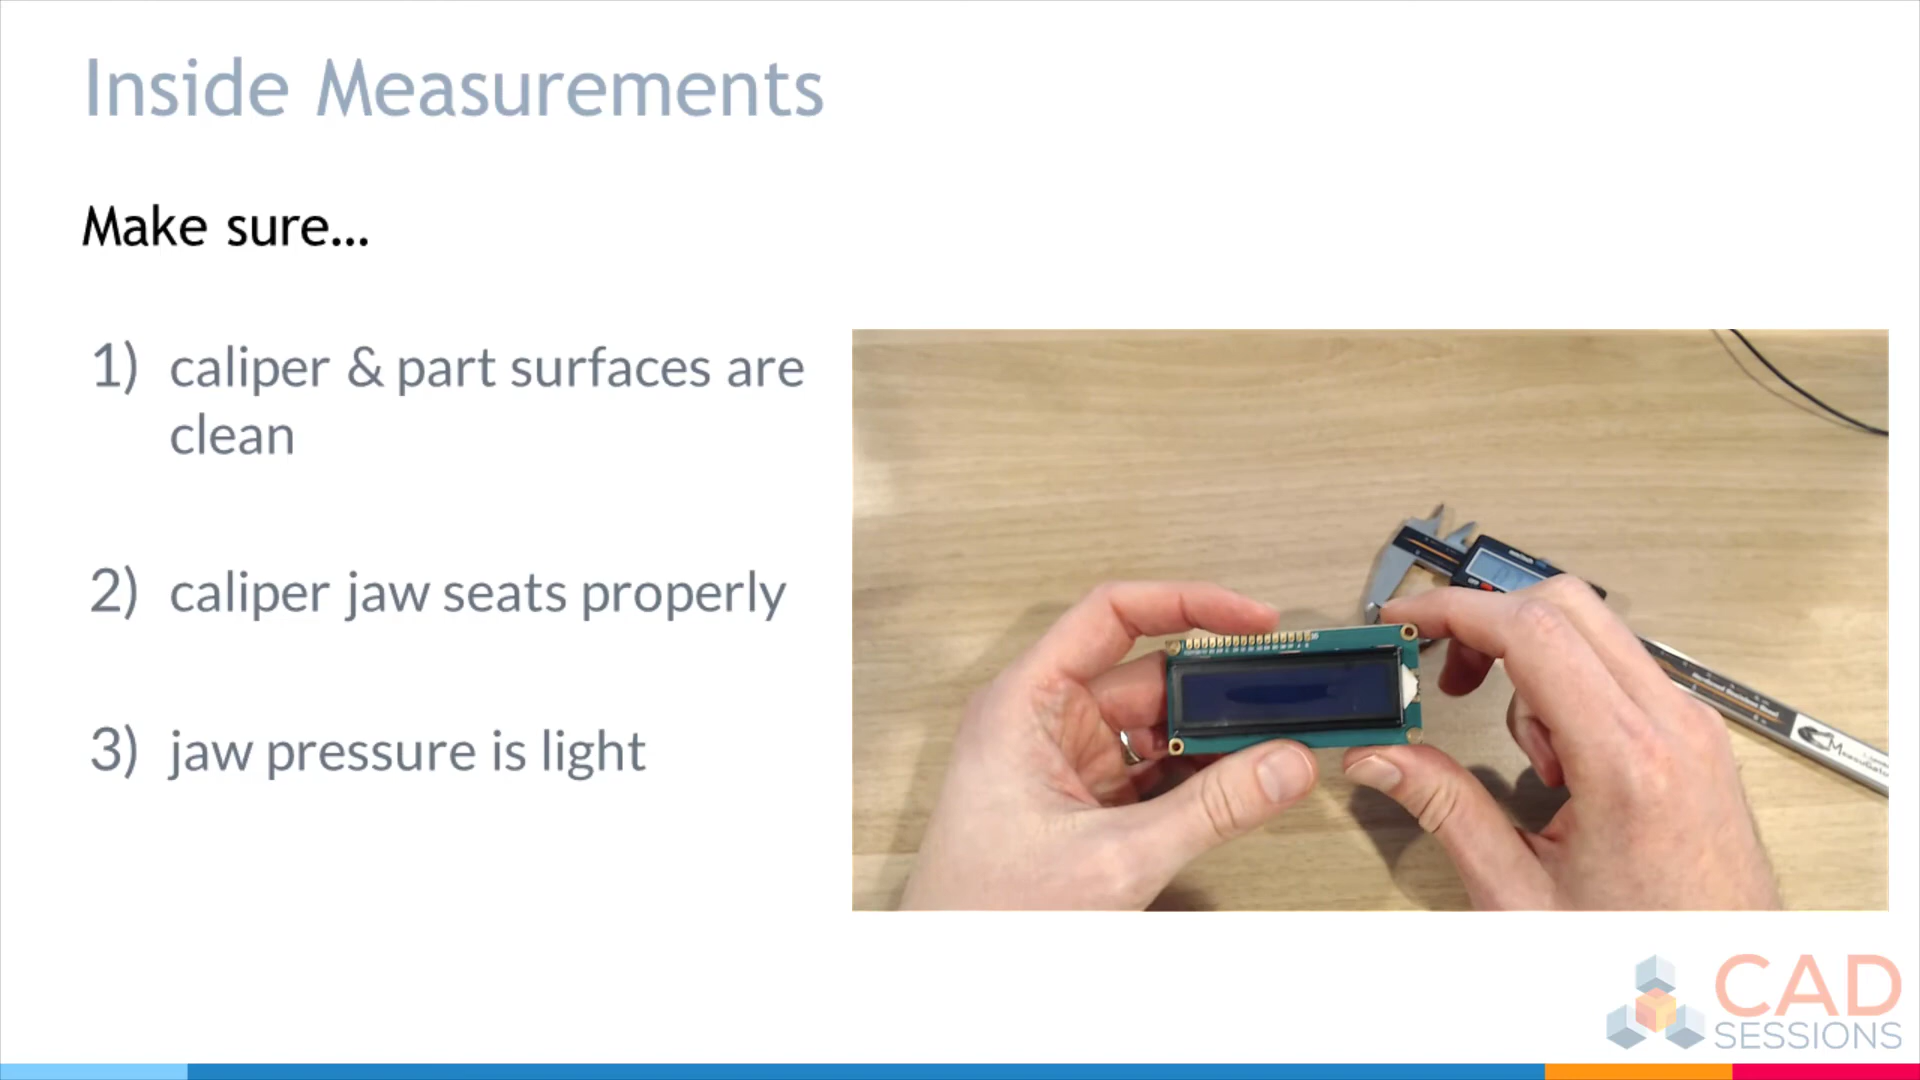 Inside Measurements
Make sure...
1) caliper & part surfaces are
clean
2) caliper jaw seats properly
3) jaw pressure is light
CAD
SESSIONS